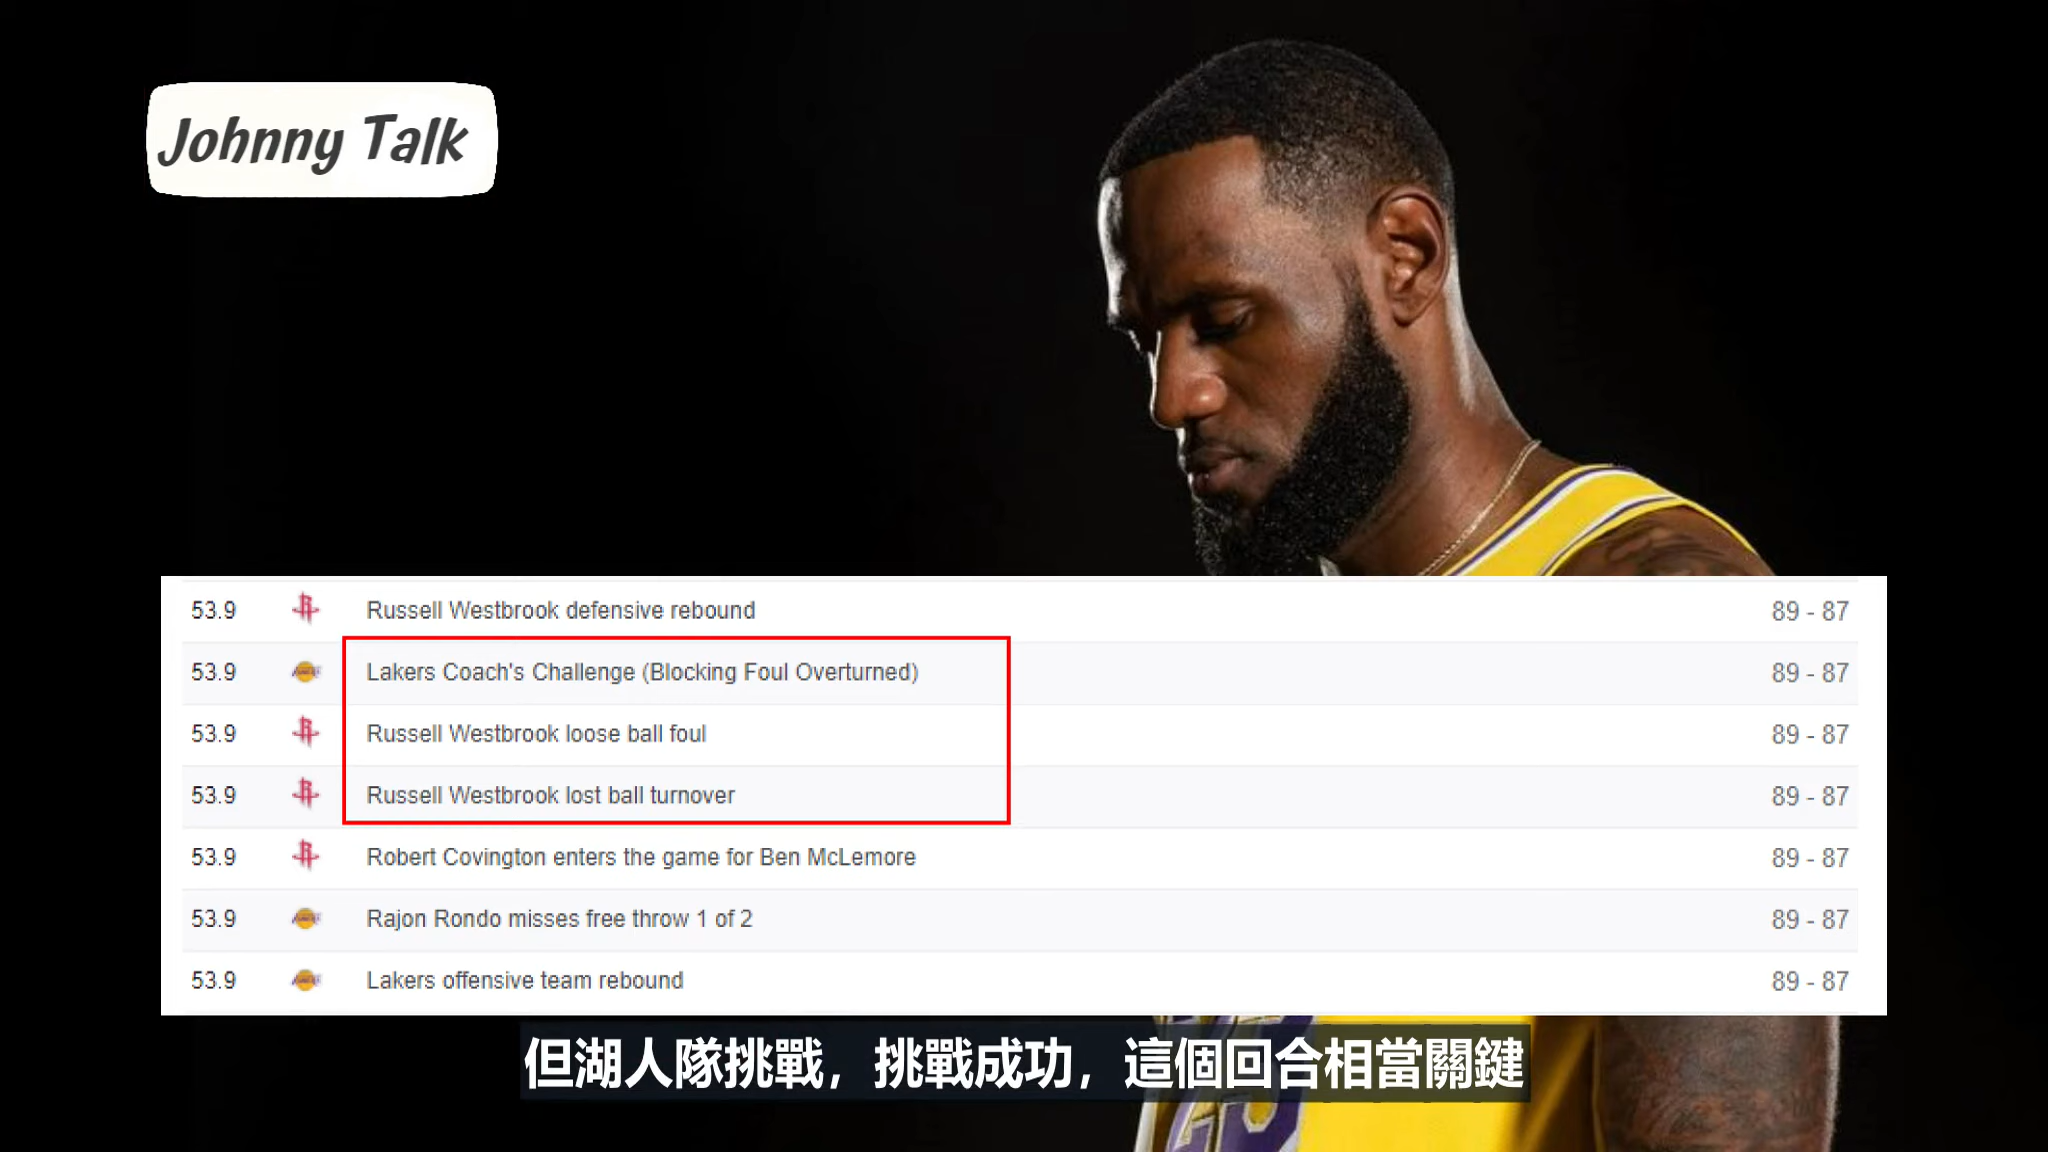 Johnny Talk
53.9 Russell Westbrook defensive rebound 89 - 87
53.9 Lakers Coach's Challenge (Blocking Foul Overturned) 89 - 87
53.9 Russell Westbrook loose ball foul 89 - 87
53.9 Russell Westbrook lost ball turnover 89 - 87
53.9 Robert Covington enters the game for Ben McLemore 89 - 87
53.9 Rajon Rondo misses free throw 1 of 2 89 - 87
53.9 Lakers offensive team rebound 89 - 87
但湖人隊挑戰，挑戰成功，這個回合相當關鍵